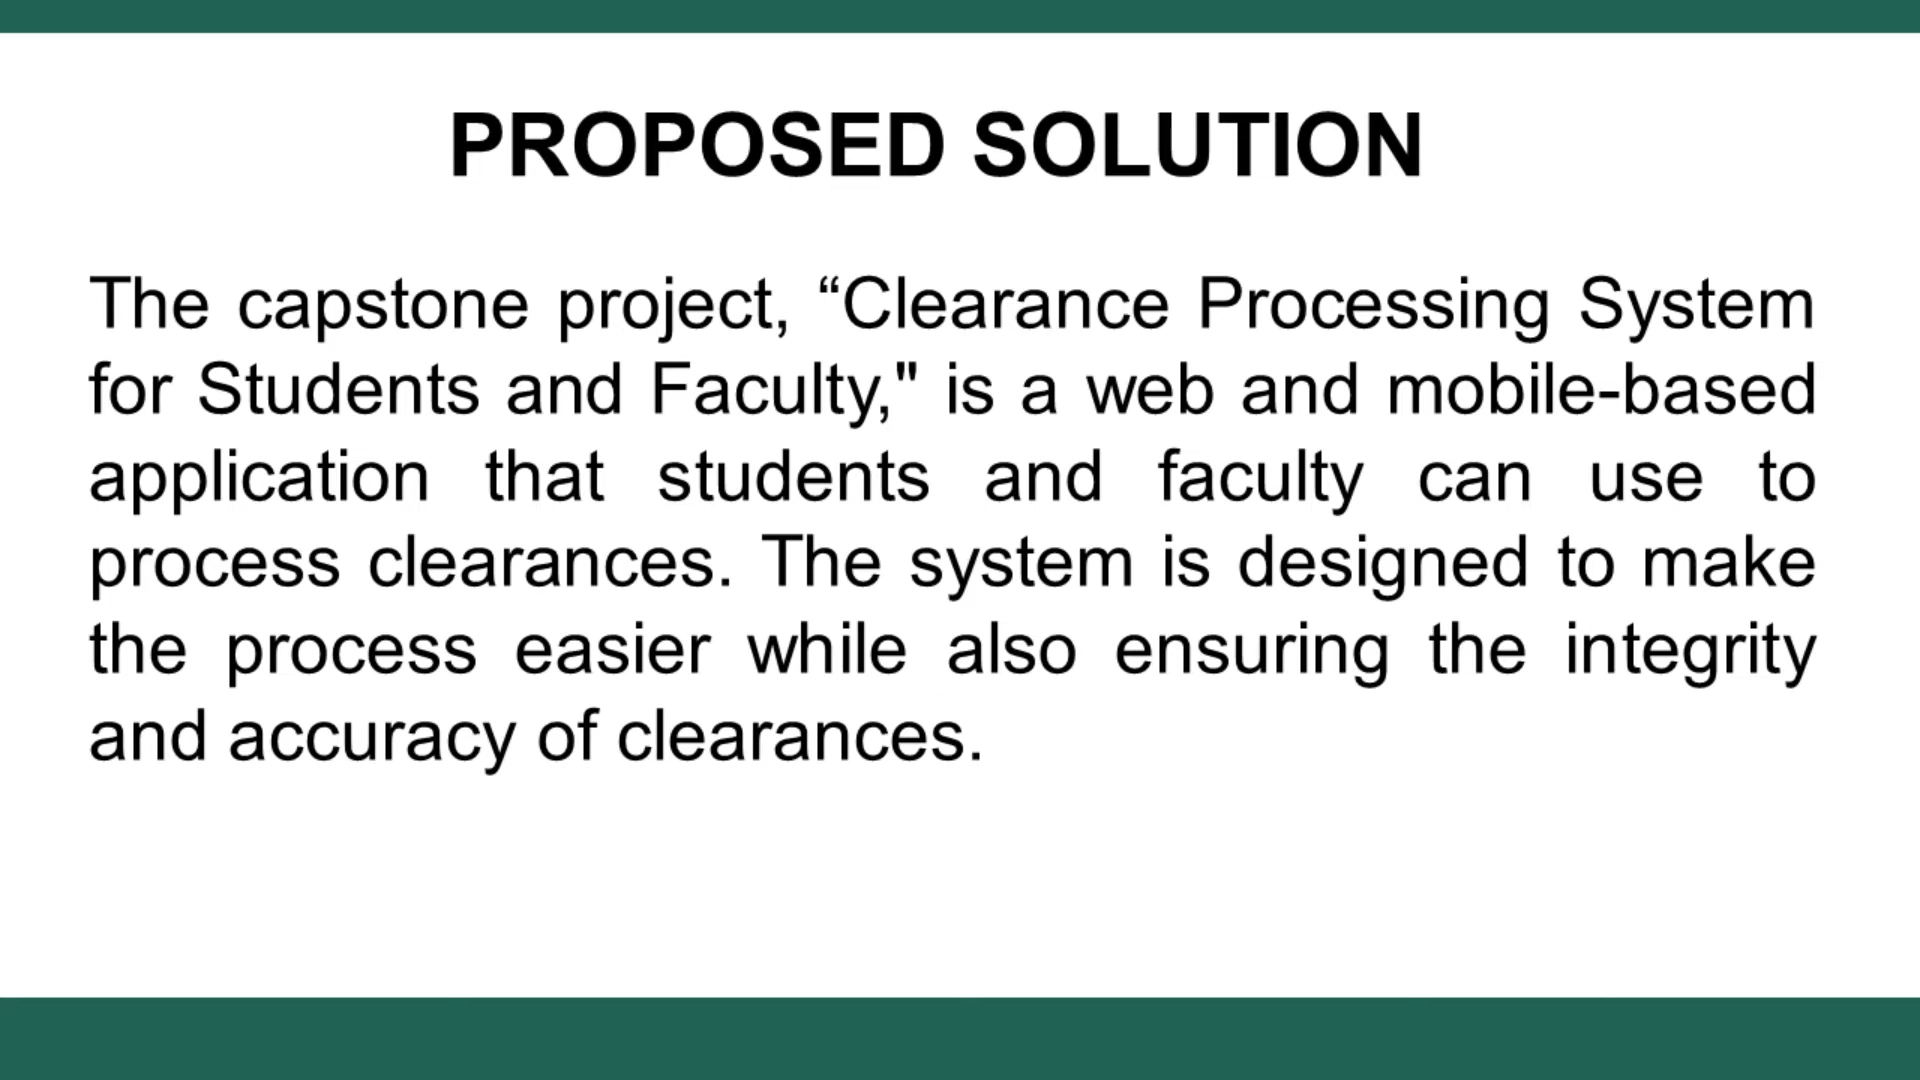 PROPOSED SOLUTION
The capstone project, “Clearance Processing System
for Students and Faculty," is a web and mobile-based
application that students and faculty can use to
process clearances. The system is designed to make
the process easier while also ensuring the integrity
and accuracy of clearances.